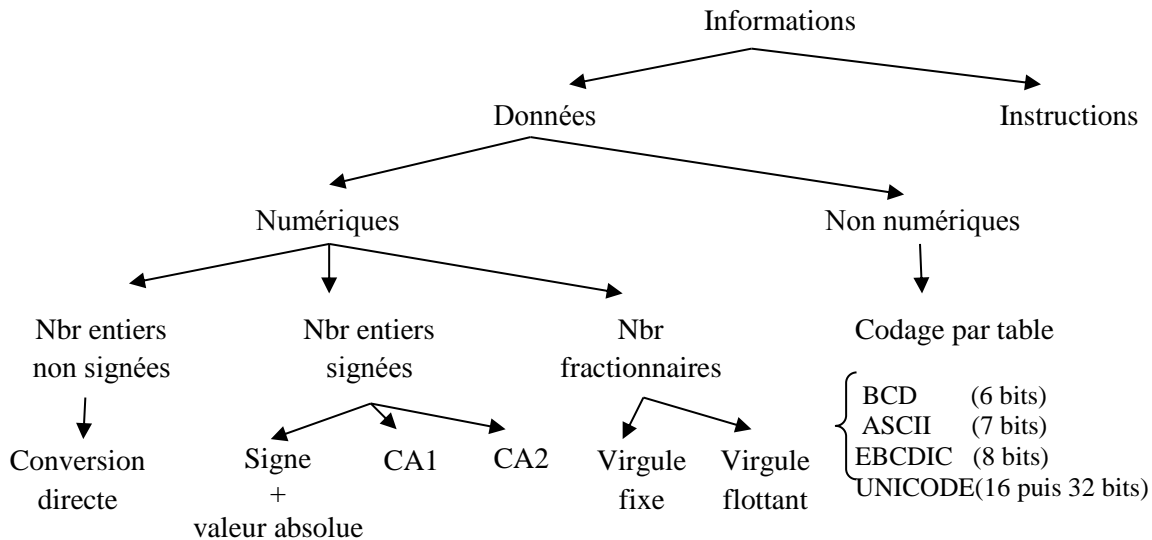 Informations
Données
Instructions
Numériques
Non numériques
Nbr entiers
non signées
Nbr entiers
signées
Nbr
fractionnaires
Codage par table
Conversion
directe
Signe
+
valeur absolue
CA1
CA2
Virgule
fixe
Virgule
flottant
BCD (6 bits)
ASCII (7 bits)
EBCDIC (8 bits)
UNICODE(16 puis 32 bits)